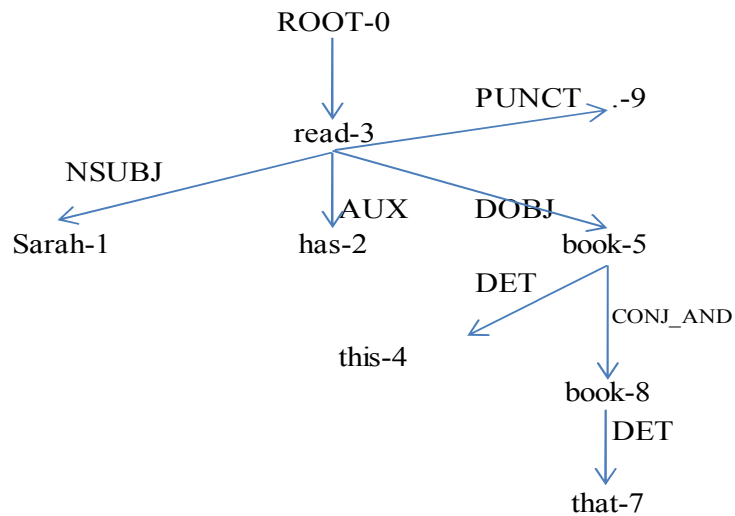 ROOT-0
PUNCT .-9
read-3
NSUBJ
AUX DOBJ
Sarah-1 has-2 book-5
DET
CONJ_AND
this-4
book-8
DET
that-7